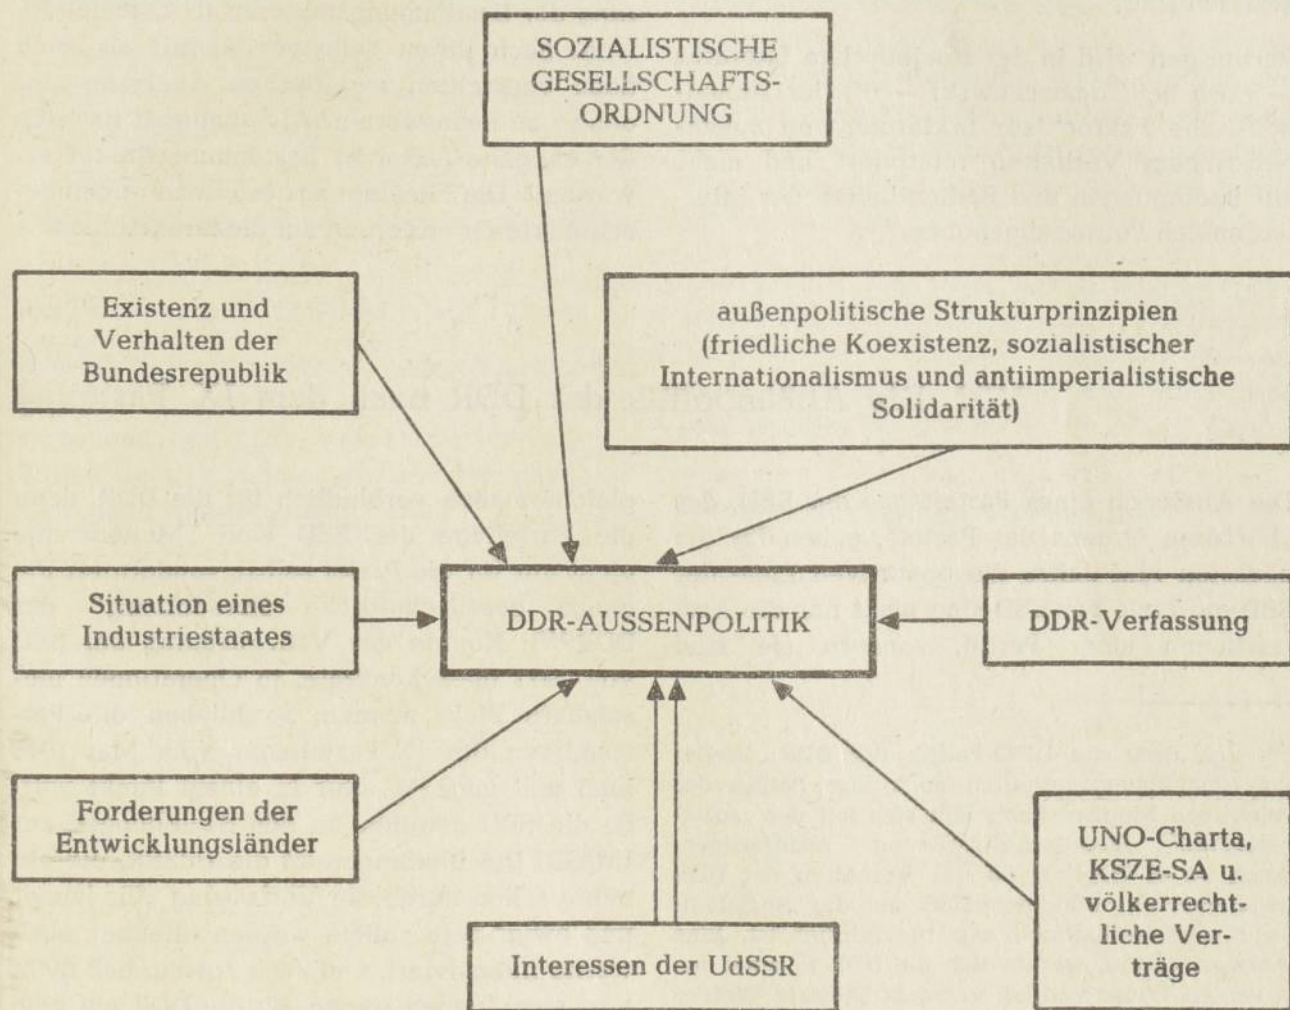 SOZIALISTISCHE
GESELLSCHAFTS-
ORDNUNG
Existenz und
Verhalten der
Bundesrepublik
außenpolitische Strukturprinzipien
(friedliche Koexistenz, sozialistischer
Internationalismus und antiimperialistische
Solidarität)
Situation eines
Industriestaates
DDR-AUSSENPOLITIK
DDR-Verfassung
Forderungen der
Entwicklungsländer
Interessen der UdSSR
UNO-Charta,
KSZE-SA u.
völkerrecht-
liche Ver-
träge